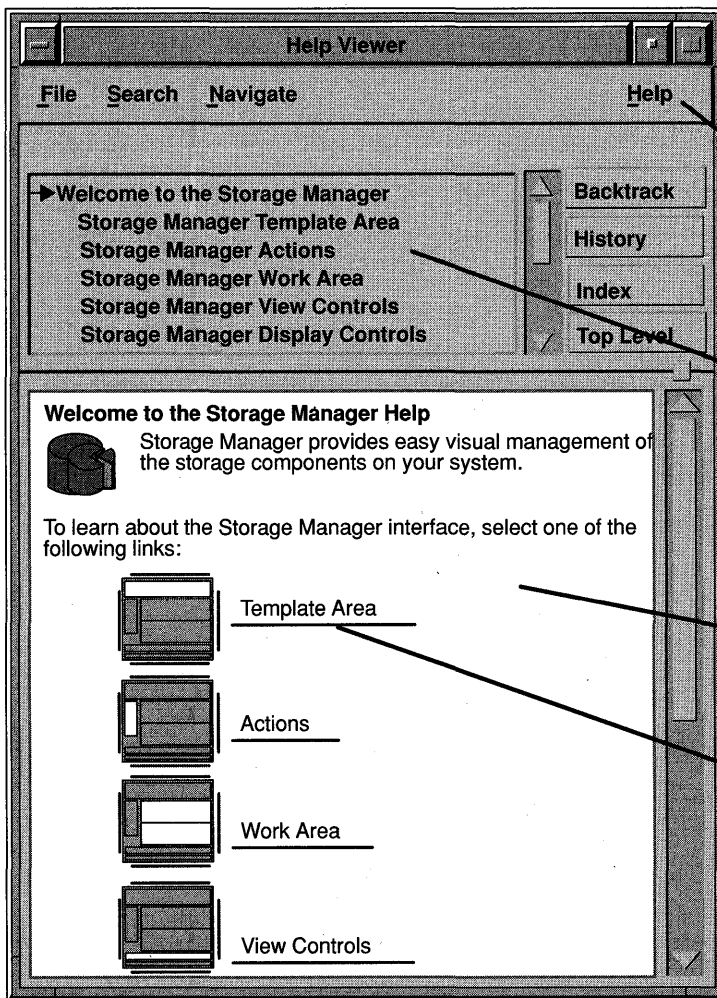 Help Viewer
File Search Navigate Help
Welcome to the Storage Manager
Storage Manager Template Area
Storage Manager Actions
Storage Manager Work Area
Storage Manager View Controls
Storage Manager Display Controls
Backtrack
History
Index
Top Level
Welcome to the Storage Manager Help
Storage Manager provides easy visual management of
the storage components on your system.
To learn about the Storage Manager interface, select one of the
following links:
Template Area
Actions
Work Area
View Controls